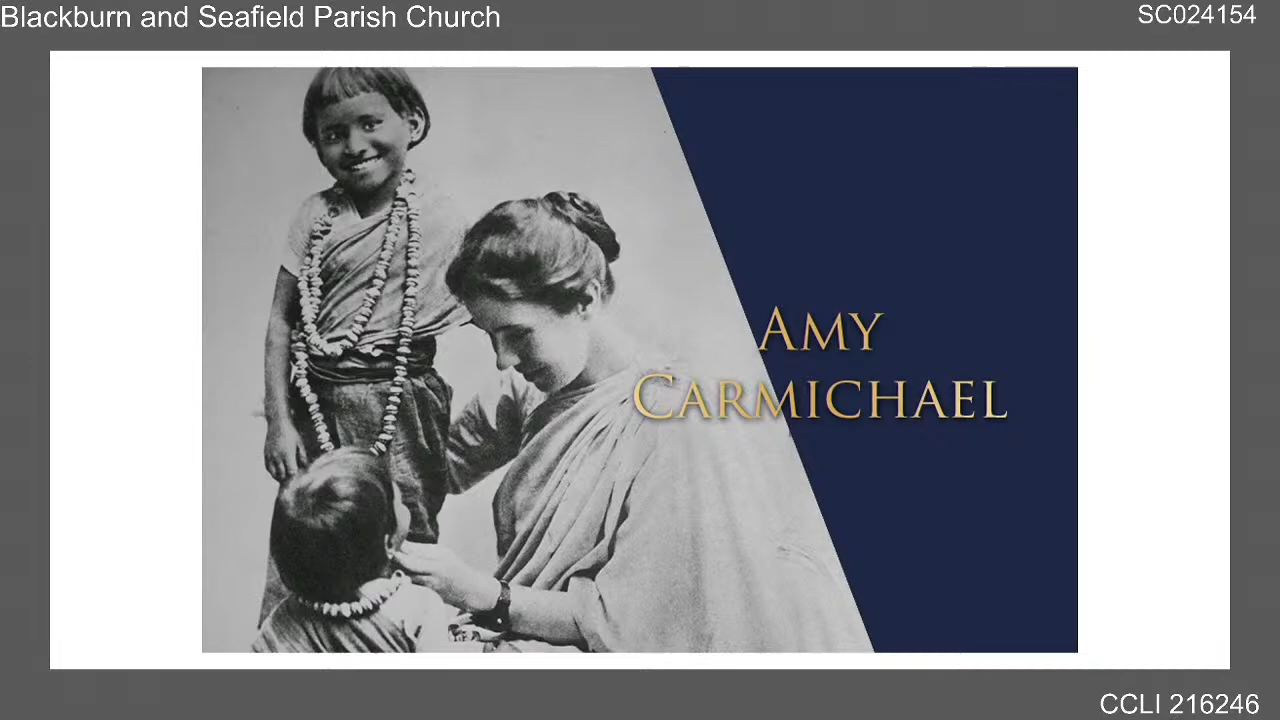 Blackburn and Seafield Parish Church
SC024154
AMY
CARMICHAEL
CCLI 216246